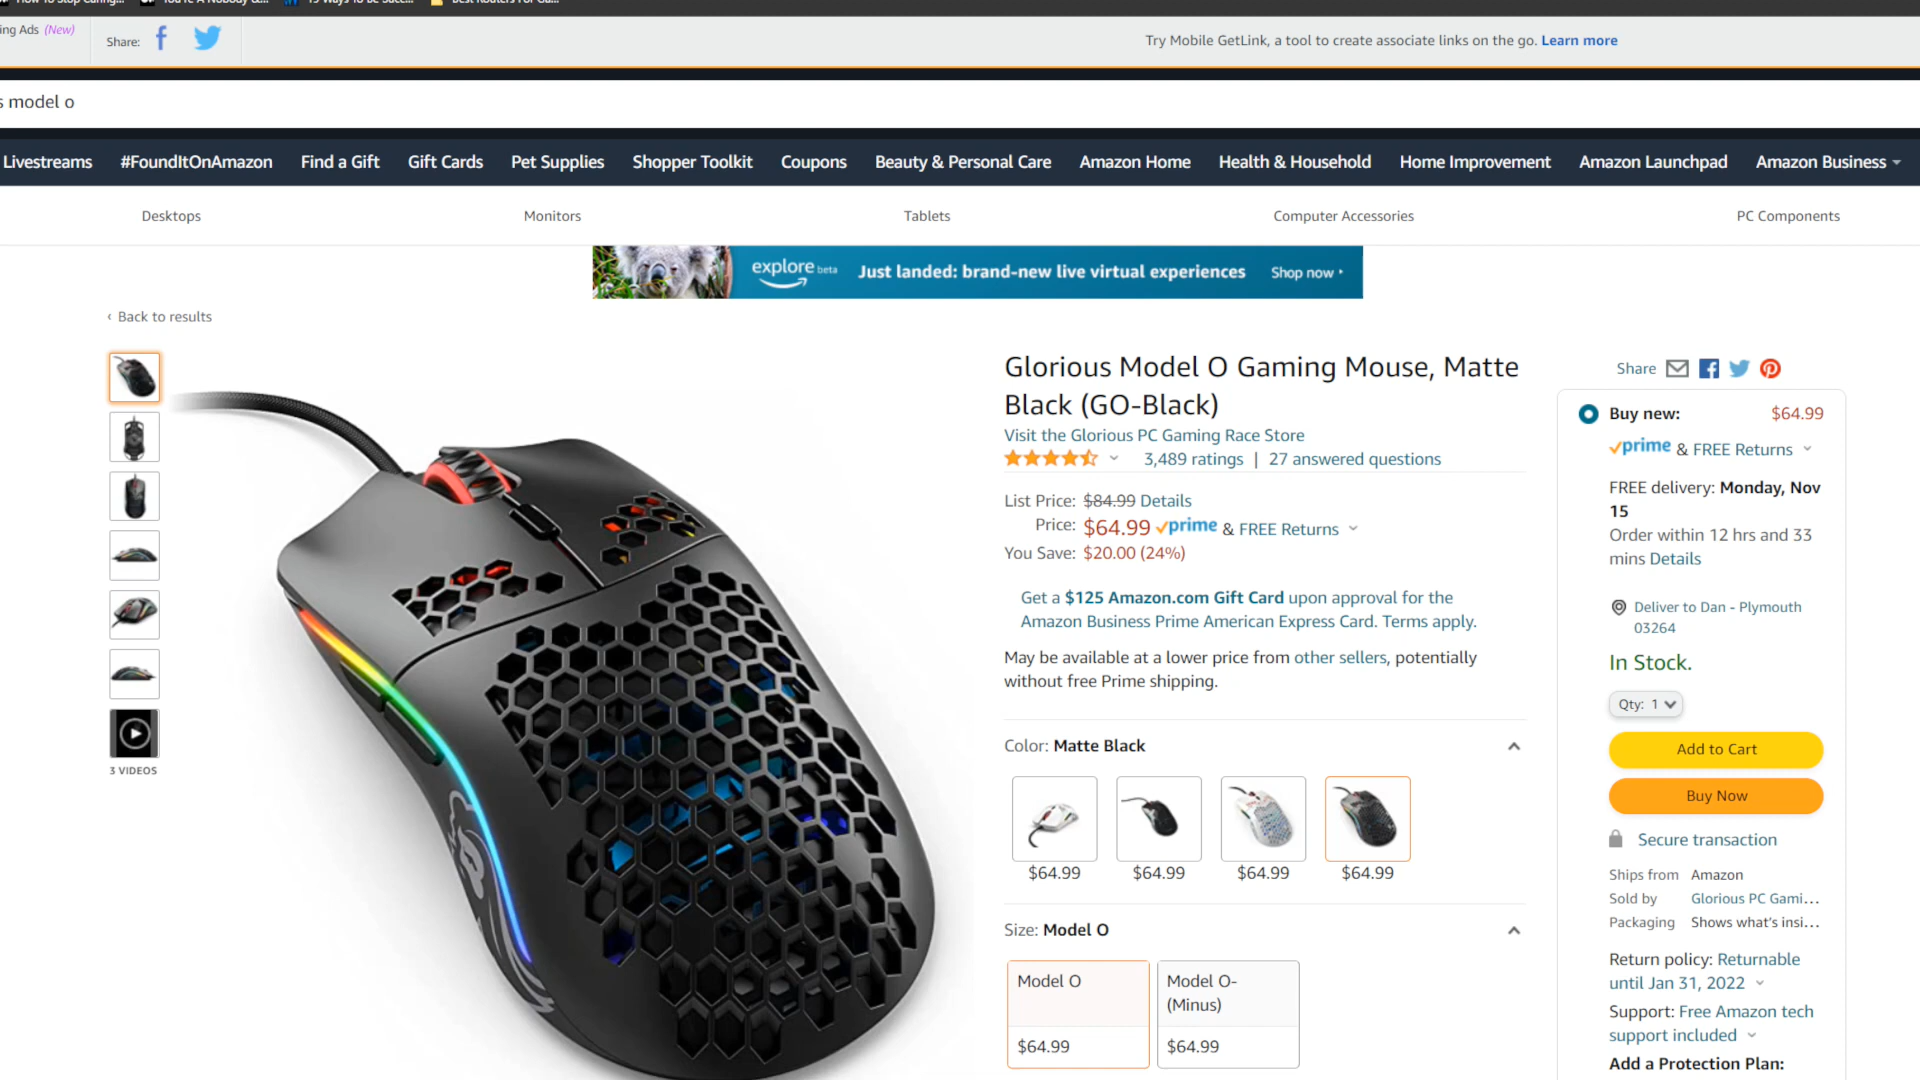 ing Ads (New)
Share:
Try Mobile GetLink, a tool to create associate links on the go. Learn more
s model o
Livestreams #FoundItOnAmazon Find a Gift Gift Cards Pet Supplies Shopper Toolkit Coupons Beauty & Personal Care Amazon Home Health & Household Home Improvement Amazon Launchpad Amazon Business
Desktops Monitors Tablets Computer Accessories PC Components
explore beta Just landed: brand-new live virtual experiences Shop now
‹ Back to results
3 VIDEOS
Glorious Model O Gaming Mouse, Matte
Black (GO-Black)
Visit the Glorious PC Gaming Race Store
3,489 ratings | 27 answered questions
List Price: $84.99 Details
Price: $64.99 prime & FREE Returns
You Save: $20.00 (24%)
Get a $125 Amazon.com Gift Card upon approval for the
Amazon Business Prime American Express Card. Terms apply.
May be available at a lower price from other sellers, potentially
without free Prime shipping.
Color: Matte Black
$64.99 $64.99 $64.99 $64.99
Size: Model O
Model O
$64.99
Model O-
(Minus)
$64.99
Share
Buy new: $64.99
prime & FREE Returns
FREE delivery: Monday, Nov
15
Order within 12 hrs and 33
mins Details
Deliver to Dan - Plymouth
03264
In Stock.
Qty: 1
Add to Cart
Buy Now
Secure transaction
Ships from Amazon
Sold by Glorious PC Gami...
Packaging Shows what's insi...
Return policy: Returnable
until Jan 31, 2022
Support: Free Amazon tech
support included
Add a Protection Plan: